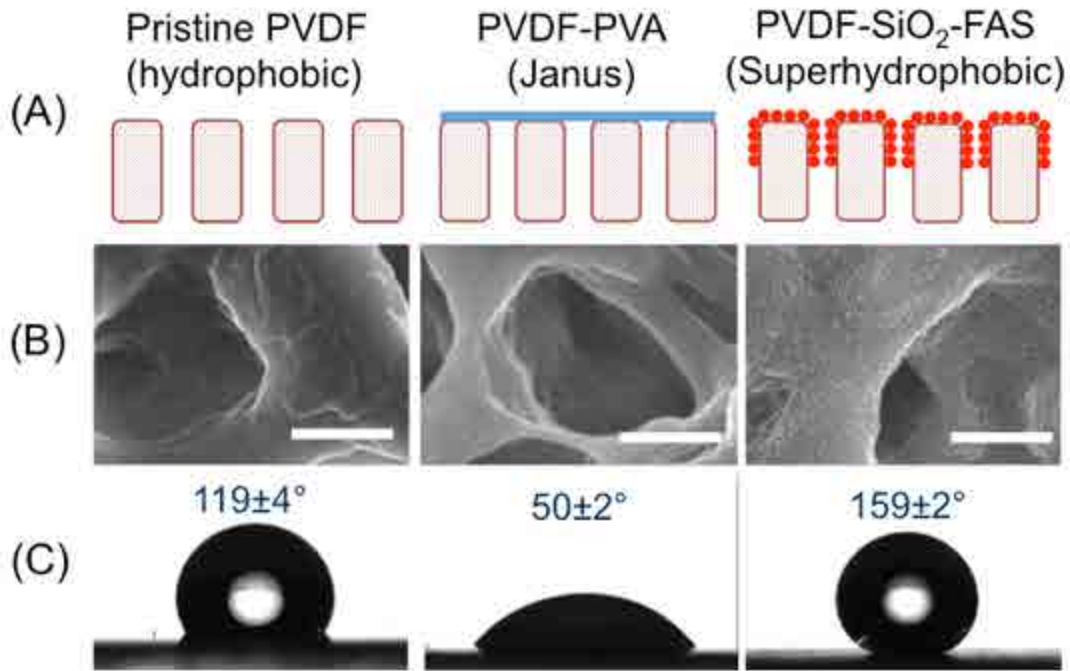 Pristine PVDF
(hydrophobic)
PVDF-PVA
(Janus)
PVDF-SiO₂-FAS
(Superhydrophobic)
(A)
(B)
119±4°
50±2°
159±2°
(C)